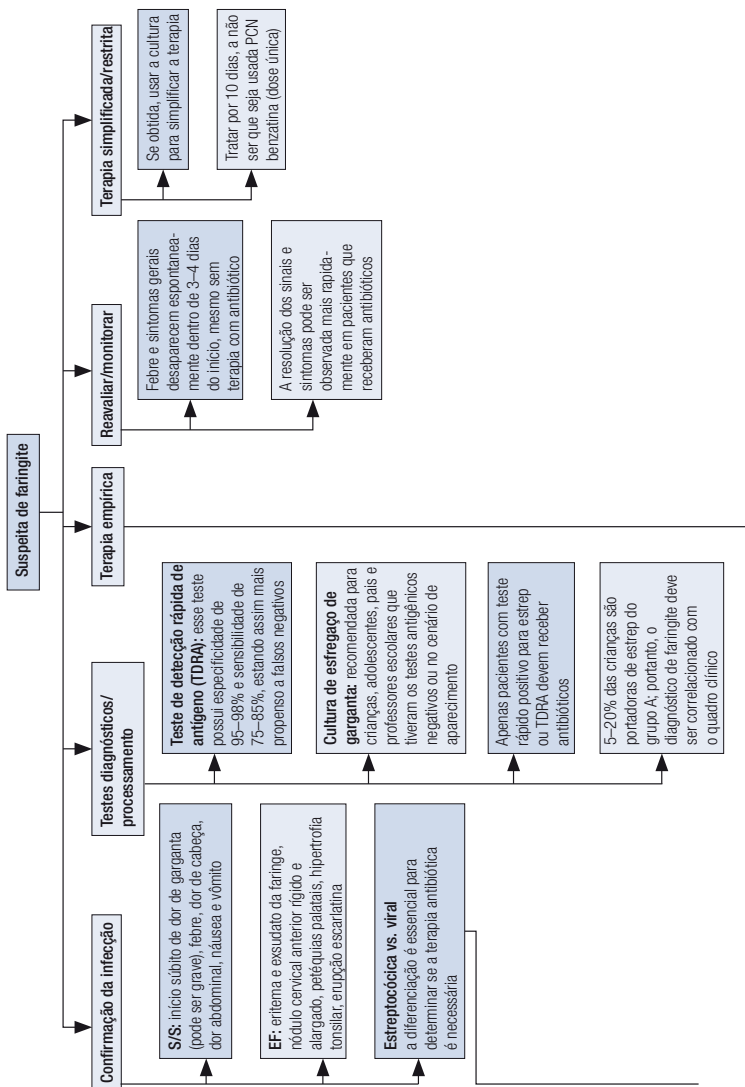 Suspeita de faringite
Confirmação da infecção
S/S: início súbito de dor de garganta
(pode ser grave), febre, dor de cabeça,
dor abdominal, náusea e vômito
EF: eritema e exsudato da faringe,
nódulo cervical anterior rígido e
alargado, petéquias palatais, hipertrofia
tonsilar, erupção escarlatina
Estreptocócica vs. viral
a diferenciação é essencial para
determinar se a terapia antibiótica
é necessária
Testes diagnósticos/
processamento
Teste de detecção rápida de
antígeno (TDRA): esse teste
possui especificidade de
95–98% e sensibilidade de
75–85%, estando assim mais
propenso a falsos negativos
Cultura de esfregaço de
garganta: recomendada para
crianças, adolescentes, pais e
professores escolares que
tiveram os testes antigênicos
negativos ou no cenário de
aparecimento
Apenas pacientes com teste
rápido positivo para estrep
ou TDRA devem receber
antibióticos
5–20% das crianças são
portadoras de estrep do
grupo A; portanto, o
diagnóstico de faringite deve
ser correlacionado com
o quadro clínico
Terapia empírica
Reavaliar/monitorar
Febre e sintomas gerais
desaparecem espontanea-
mente dentro de 3–4 dias
do início, mesmo sem
terapia com antibiótico
A resolução dos sinais e
sintomas pode ser
observada mais rapida-
mente em pacientes que
receberam antibióticos
Terapia simplificada/restrita
Se obtida, usar a cultura
para simplificar a terapia
Tratar por 10 dias, a não
ser que seja usada PCN
benzatina (dose única)